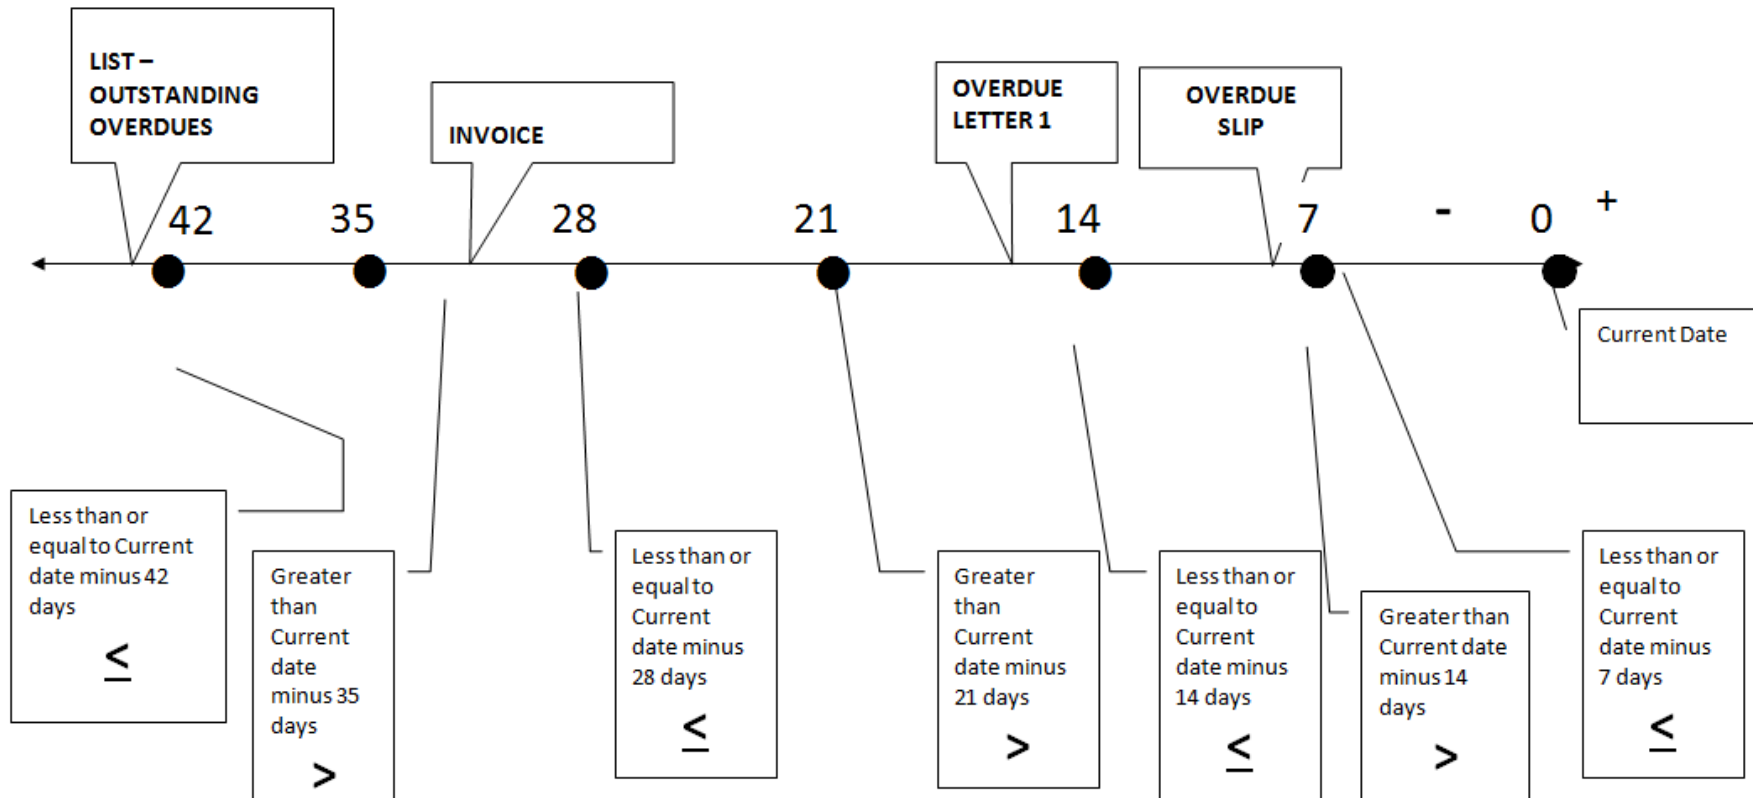 LIST –
OUTSTANDING
OVERDUES
INVOICE
OVERDUE
LETTER 1
OVERDUE
SLIP
42
35
28
21
14
7
-
0
+
Current Date
Less than or
equal to Current
date minus 42
days
≤
Greater
than
Current
date
minus 35
days
>
Less than or
equal to
Current
date minus
28 days
≤
Greater
than
Current
date minus
21 days
>
Less than or
equal to
Current
date minus
14 days
≤
Greater than
Current date
minus 14
days
>
Less than or
equal to
Current
date minus
7 days
≤